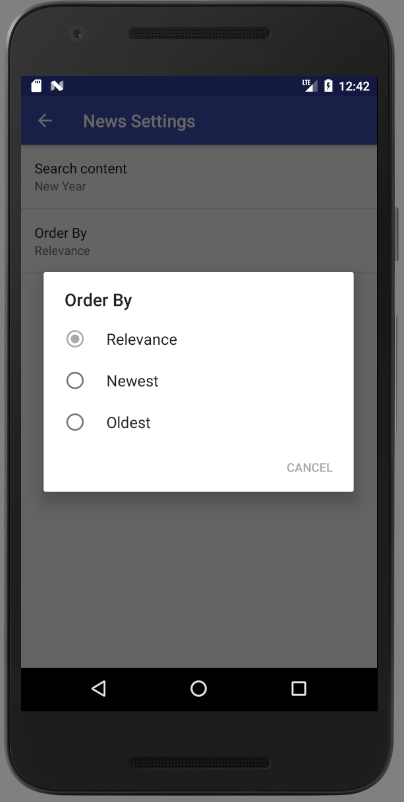 LTE 12:42
News Settings
Search content
New Year
Order By
Relevance
Order By
Relevance
Newest
Oldest
CANCEL